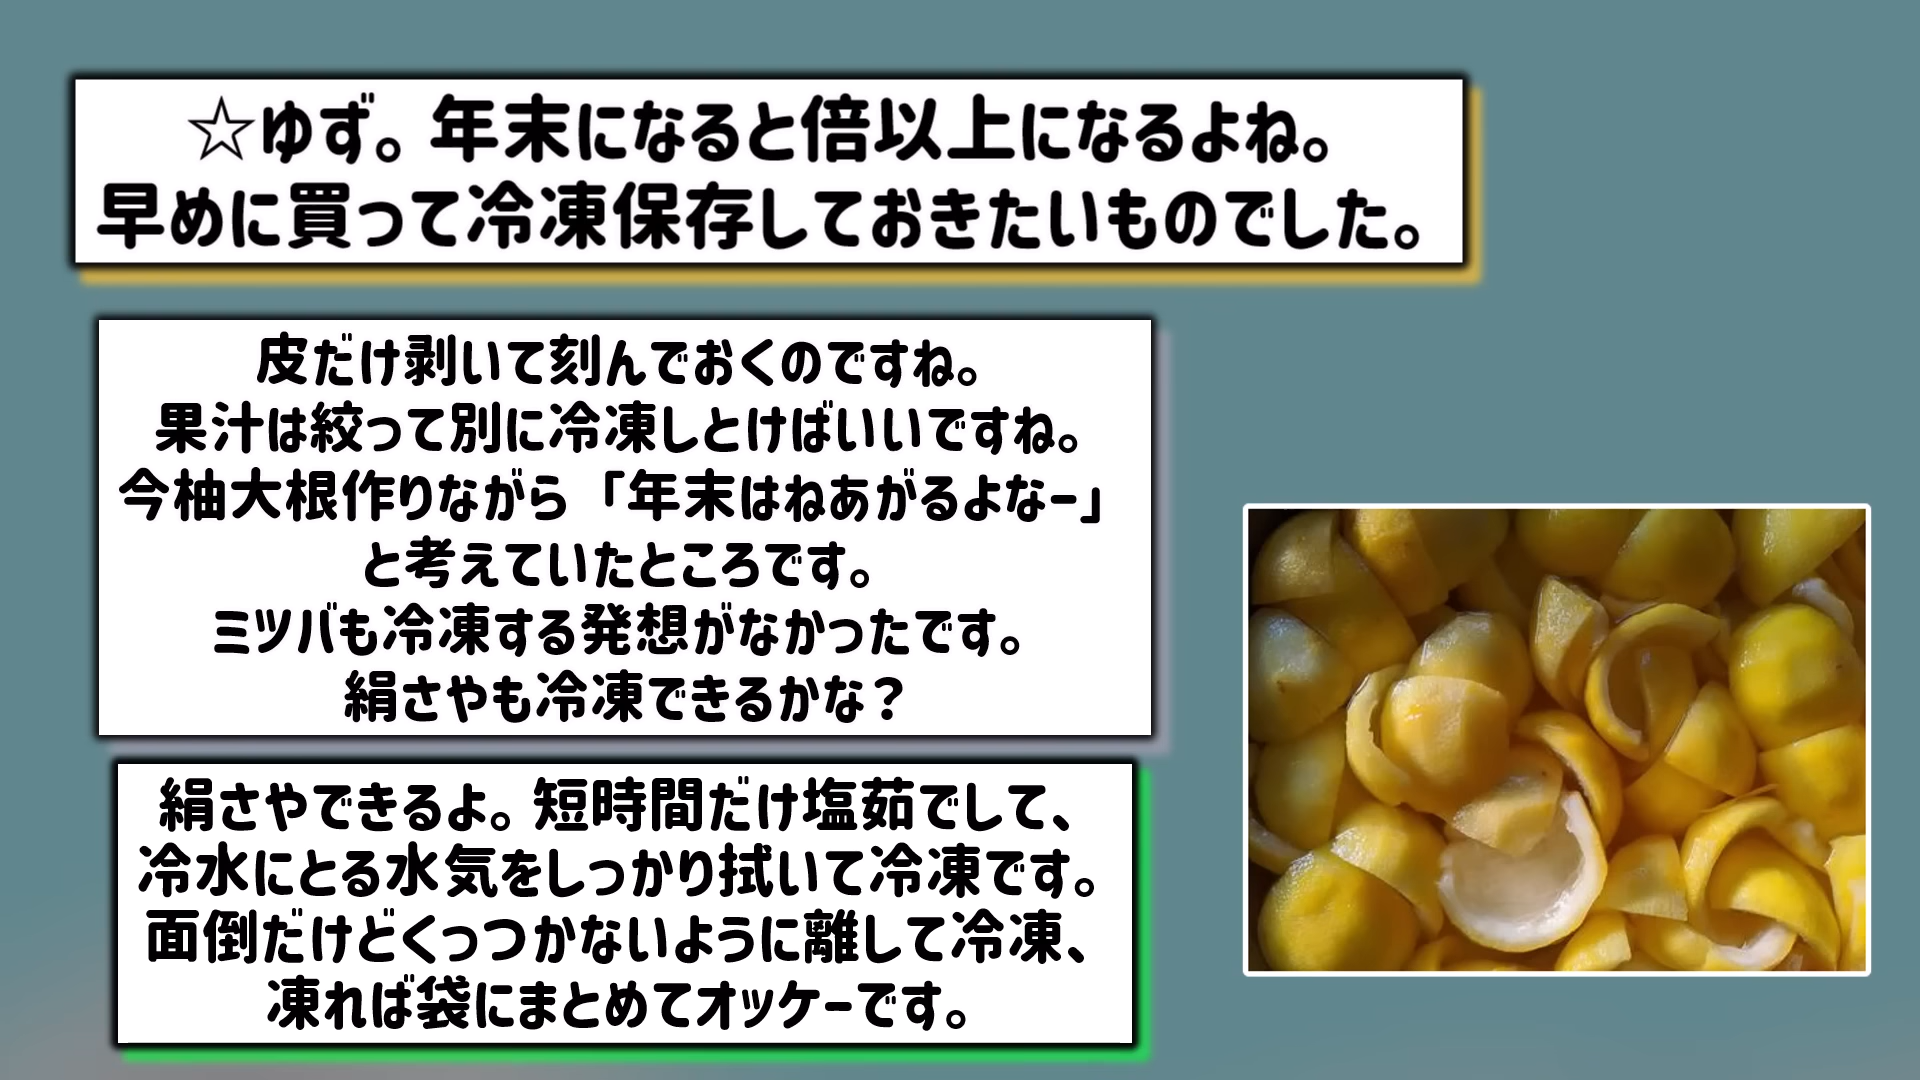 ☆ゆず。年末になると倍以上になるよね。
早めに買って冷凍保存しておきたいものでした。
皮だけ剥いて刻んでおくのですね。
果汁は絞って別に冷凍しとけばいいですね。
今柚大根作りながら「年末はねあがるよなー」
と考えていたところです。
ミツバも冷凍する発想がなかったです。
絹さやも冷凍できるかな？
絹さやできるよ。短時間だけ塩茹でして、
冷水にとる水気をしっかり拭いて冷凍です。
面倒だけどくっつかないように離して冷凍、
凍れば袋にまとめてオッケーです。